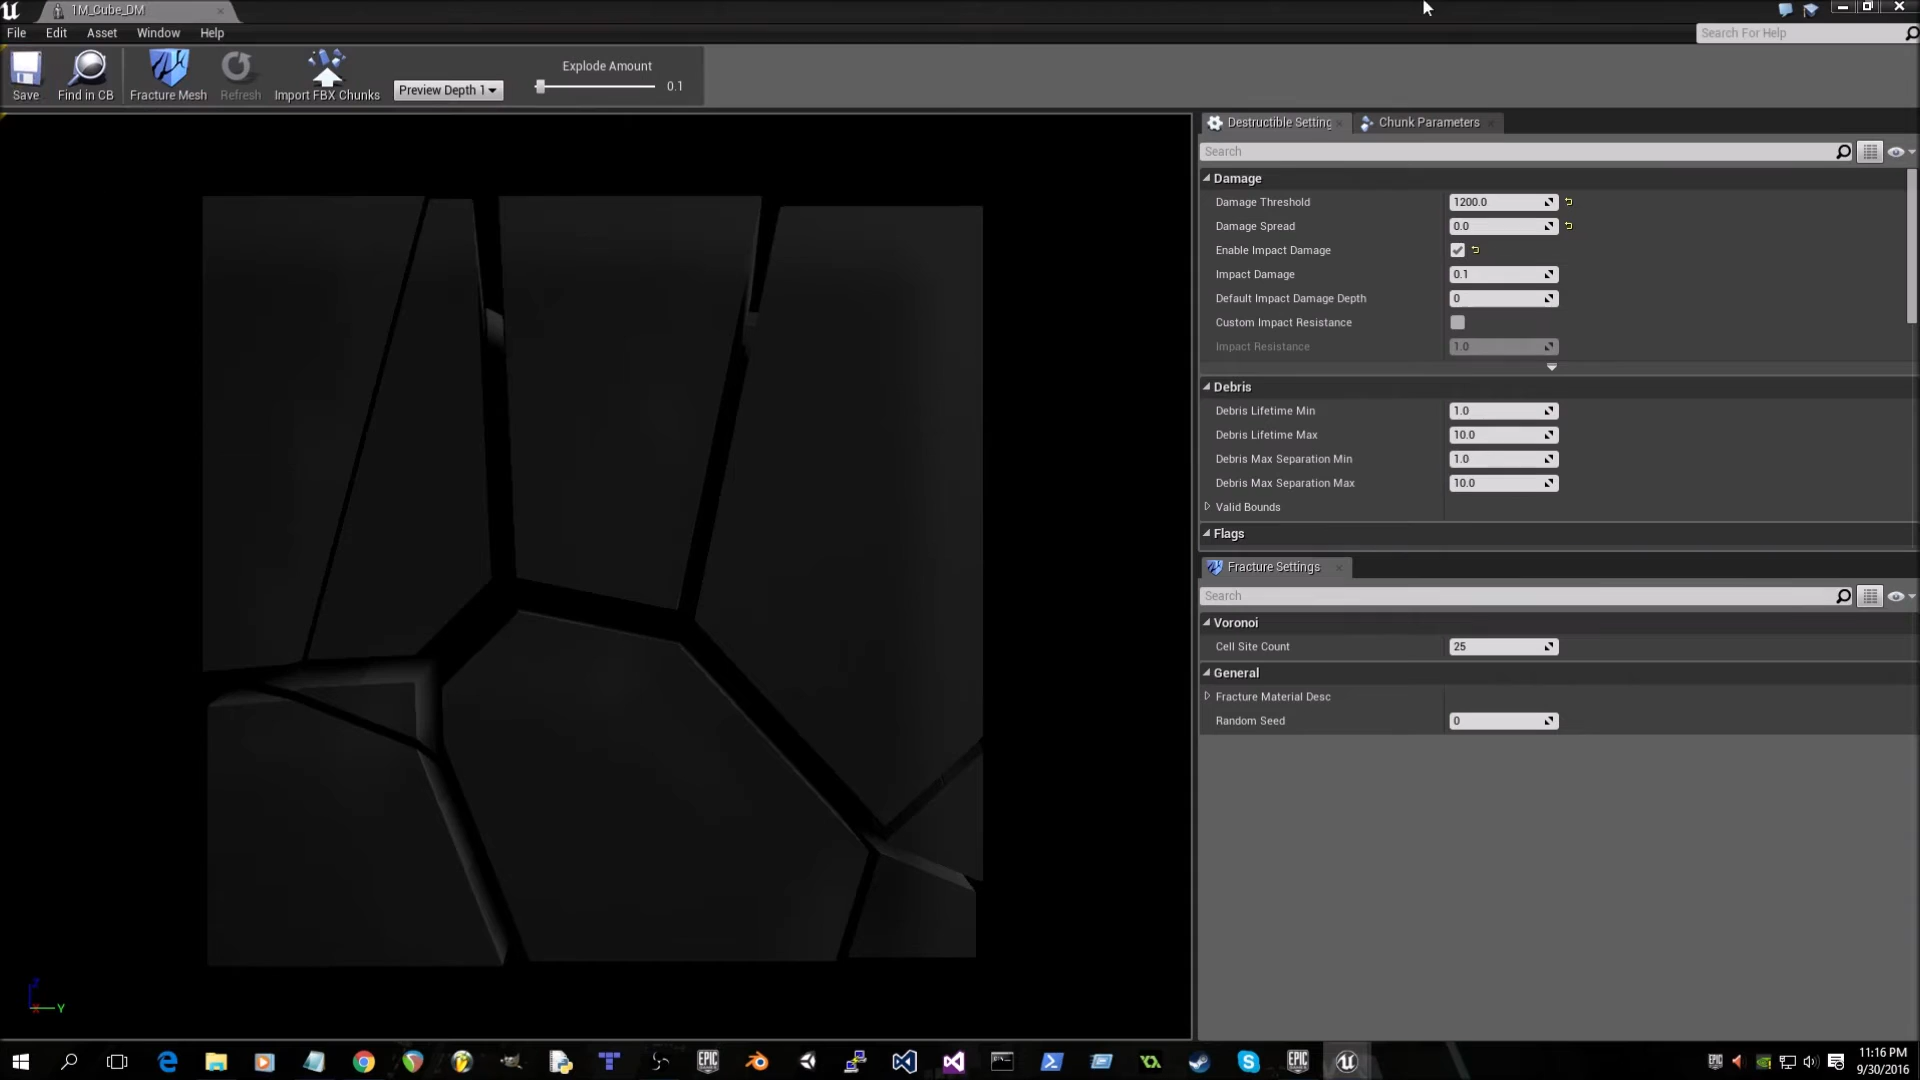 1M_Cube_DM
File Edit Asset Window Help
Search For Help
Save
Find in CB
Fracture Mesh
Refresh
Import FBX Chunks
Preview Depth 1
Explode Amount
0.1
Destructible Setting
Chunk Parameters
Search
Damage
Damage Threshold 1200.0
Damage Spread 0.0
Enable Impact Damage
Impact Damage 0.1
Default Impact Damage Depth 0
Custom Impact Resistance
Impact Resistance 1.0
Debris
Debris Lifetime Min 1.0
Debris Lifetime Max 10.0
Debris Max Separation Min 1.0
Debris Max Separation Max 10.0
Valid Bounds
Flags
Fracture Settings
Search
Voronoi
Cell Site Count 25
General
Fracture Material Desc
Random Seed 0
Z
X Y
EPIC
EPIC
11:16 PM
9/30/2016